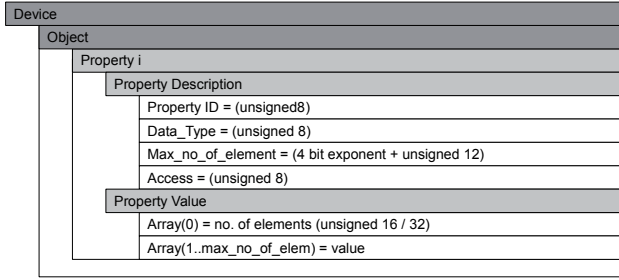 Device
Object
Property i
Property Description
Property ID = (unsigned8)
Data_Type = (unsigned 8)
Max_no_of_element = (4 bit exponent + unsigned 12)
Access = (unsigned 8)
Property Value
Array(0) = no. of elements (unsigned 16 / 32)
Array(1..max_no_of_elem) = value